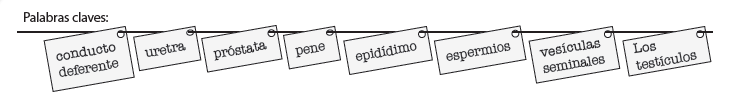 Palabras claves:
conducto
deferente
uretra
próstata
pene
epidídimo
espermios
vesículas
seminales
Los
testículos